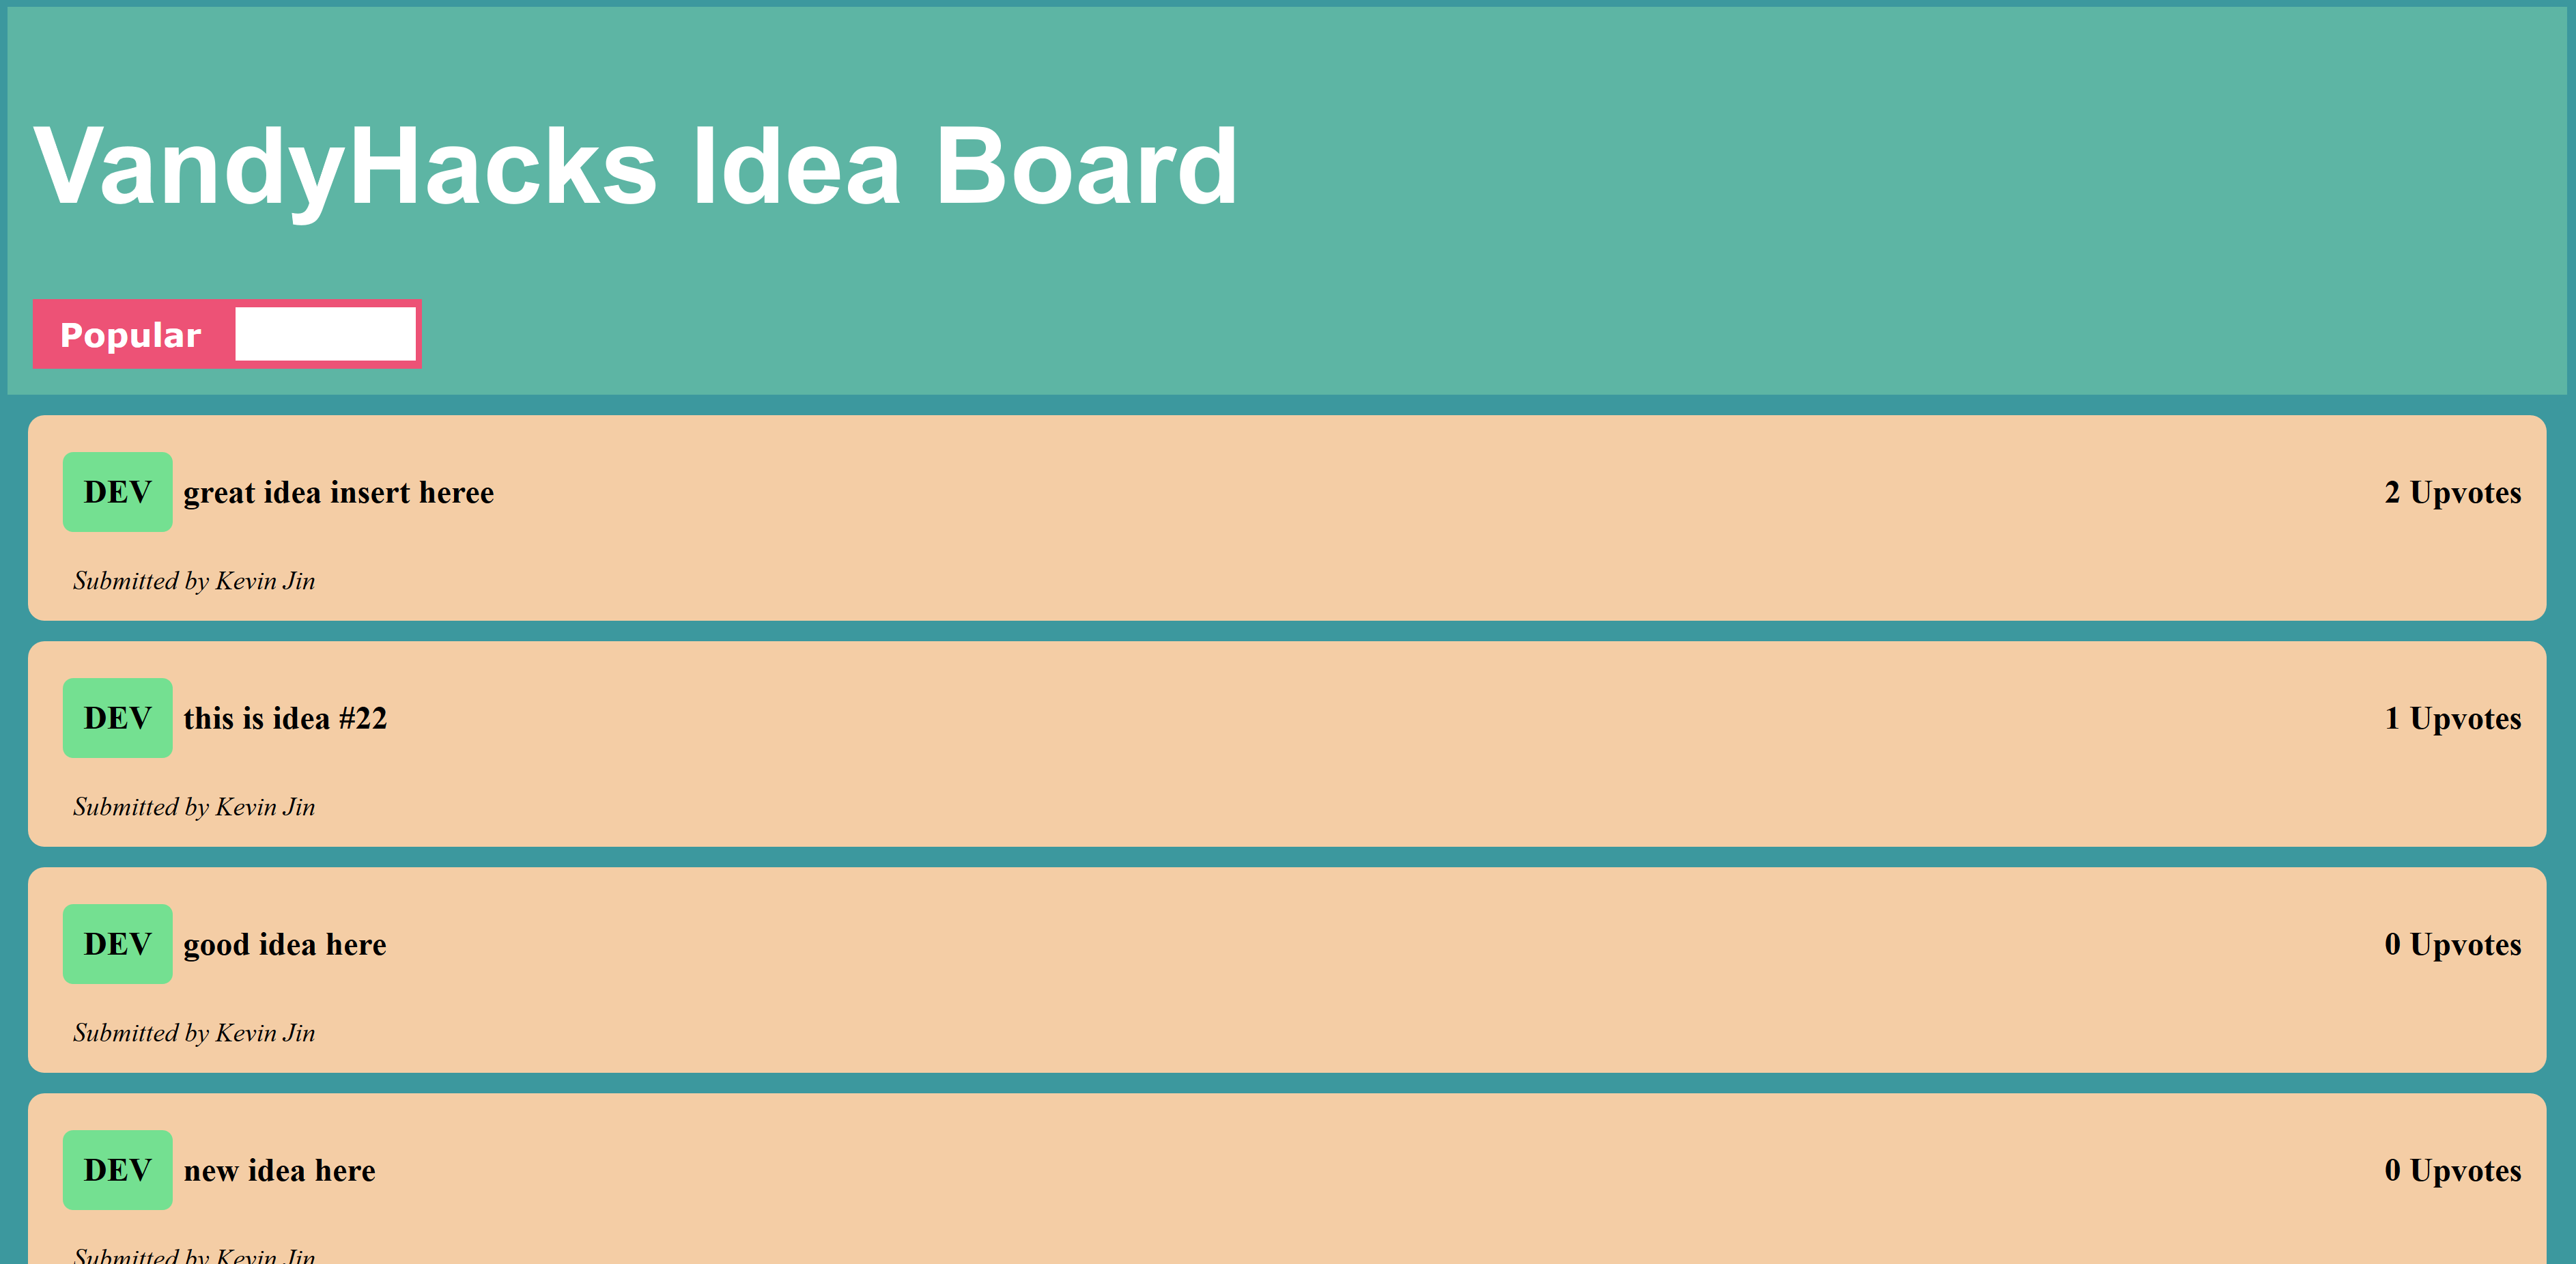 VandyHacks Idea Board
Popular
DEV great idea insert heree 2 Upvotes
Submitted by Kevin Jin
DEV this is idea #22 1 Upvotes
Submitted by Kevin Jin
DEV good idea here 0 Upvotes
Submitted by Kevin Jin
DEV new idea here 0 Upvotes
Submitted by Kevin Jin